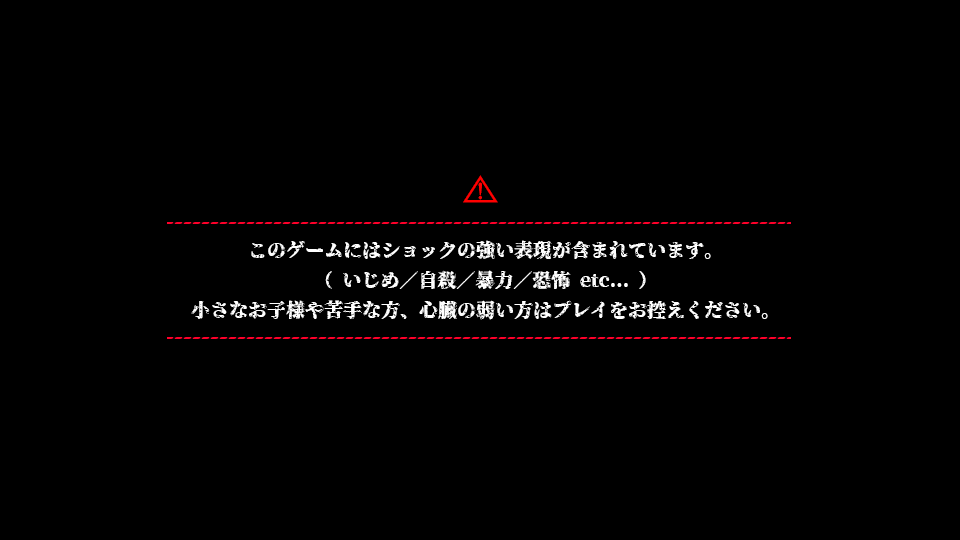 このゲームにはショックの強い表現が含まれています。
（ いじめ／自殺／暴力／恐怖 etc... ）
小さなお子様や苦手な方、心臓の弱い方はプレイをお控えください。